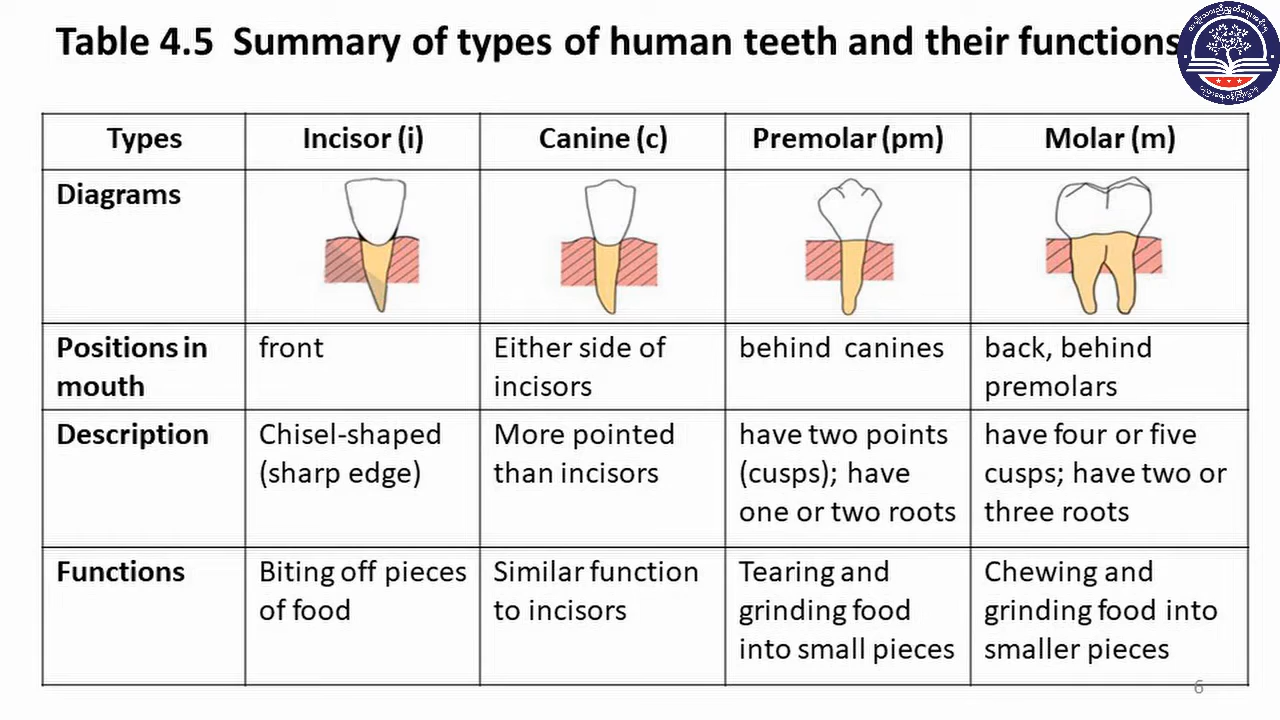 Table 4.5 Summary of types of human teeth and their functions
Types
Incisor (i)
Canine (c)
Premolar (pm)
Molar (m)
Diagrams
Positions in
mouth
front
Either side of
incisors
behind canines
back, behind
premolars
Description
Chisel-shaped
(sharp edge)
More pointed
than incisors
have two points
(cusps); have
one or two roots
have four or five
cusps; have two or
three roots
Functions
Biting off pieces
of food
Similar function
to incisors
Tearing and
grinding food
into small pieces
Chewing and
grinding food into
smaller pieces
6